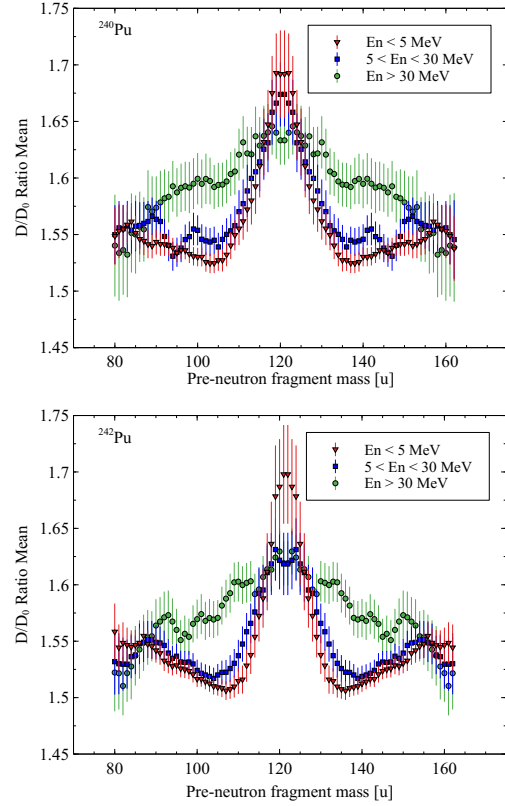 ²⁴⁰Pu
En < 5 MeV
5 < En < 30 MeV
En > 30 MeV
D/D₀ Ratio Mean
1.75
1.7
1.65
1.6
1.55
1.5
1.45
80 100 120 140 160
Pre-neutron fragment mass [u]
²⁴²Pu
En < 5 MeV
5 < En < 30 MeV
En > 30 MeV
D/D₀ Ratio Mean
1.75
1.7
1.65
1.6
1.55
1.5
1.45
80 100 120 140 160
Pre-neutron fragment mass [u]